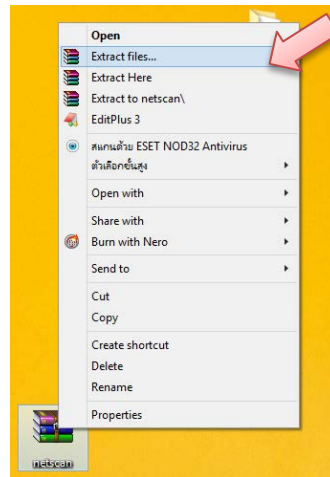 Open
Extract files...
Extract Here
Extract to netscan\
EditPlus 3
สแกนด้วย ESET NOD32 Antivirus
ตัวเลือกขั้นสูง
Open with
Share with
Burn with Nero
Send to
Cut
Copy
Create shortcut
Delete
Rename
Properties
netscan